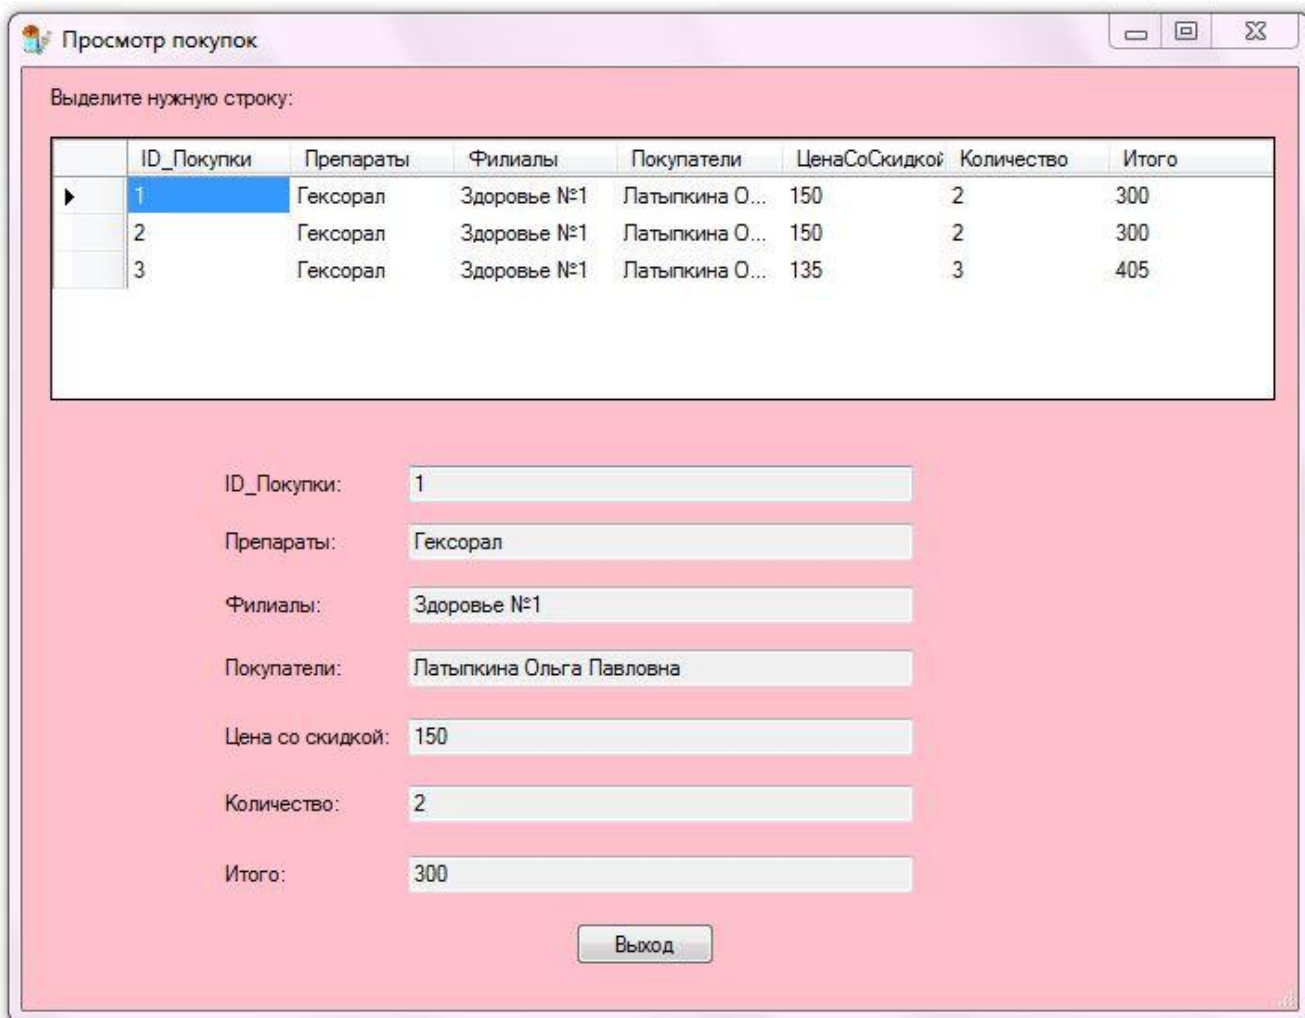 Просмотр покупок
Выделите нужную строку:
ID_Покупки Препараты Филиалы Покупатели ЦенаСоСкидкой Количество Итого
1 Гексорал Здоровье №1 Латыпкина О... 150 2 300
2 Гексорал Здоровье №1 Латыпкина О... 150 2 300
3 Гексорал Здоровье №1 Латыпкина О... 135 3 405
ID_Покупки: 1
Препараты: Гексорал
Филиалы: Здоровье №1
Покупатели: Латыпкина Ольга Павловна
Цена со скидкой: 150
Количество: 2
Итого: 300
Выход